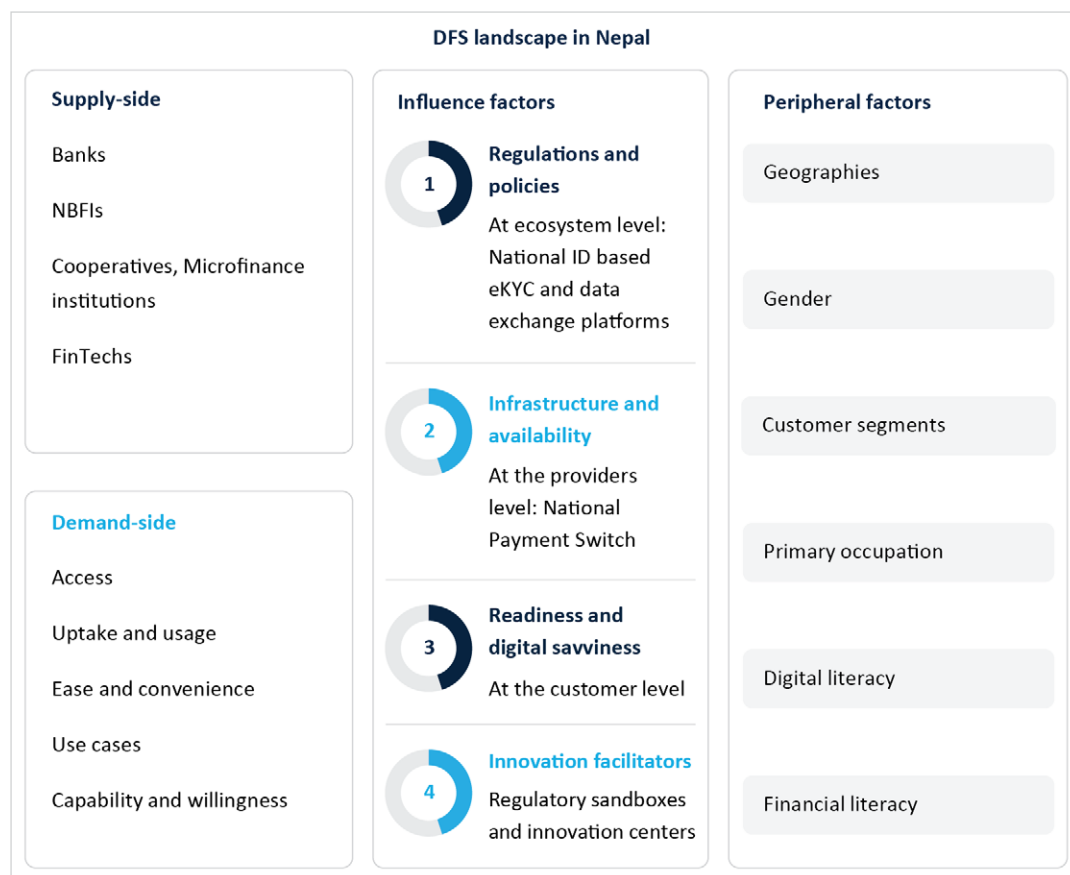 DFS landscape in Nepal
Supply-side
Banks
NBFIs
Cooperatives, Microfinance
institutions
FinTechs
Demand-side
Access
Uptake and usage
Ease and convenience
Use cases
Capability and willingness
Influence factors
1
Regulations and
policies
At ecosystem level:
National ID based
eKYC and data
exchange platforms
2
Infrastructure and
availability
At the providers
level: National
Payment Switch
3
Readiness and
digital savviness
At the customer level
4
Innovation facilitators
Regulatory sandboxes
and innovation centers
Peripheral factors
Geographies
Gender
Customer segments
Primary occupation
Digital literacy
Financial literacy